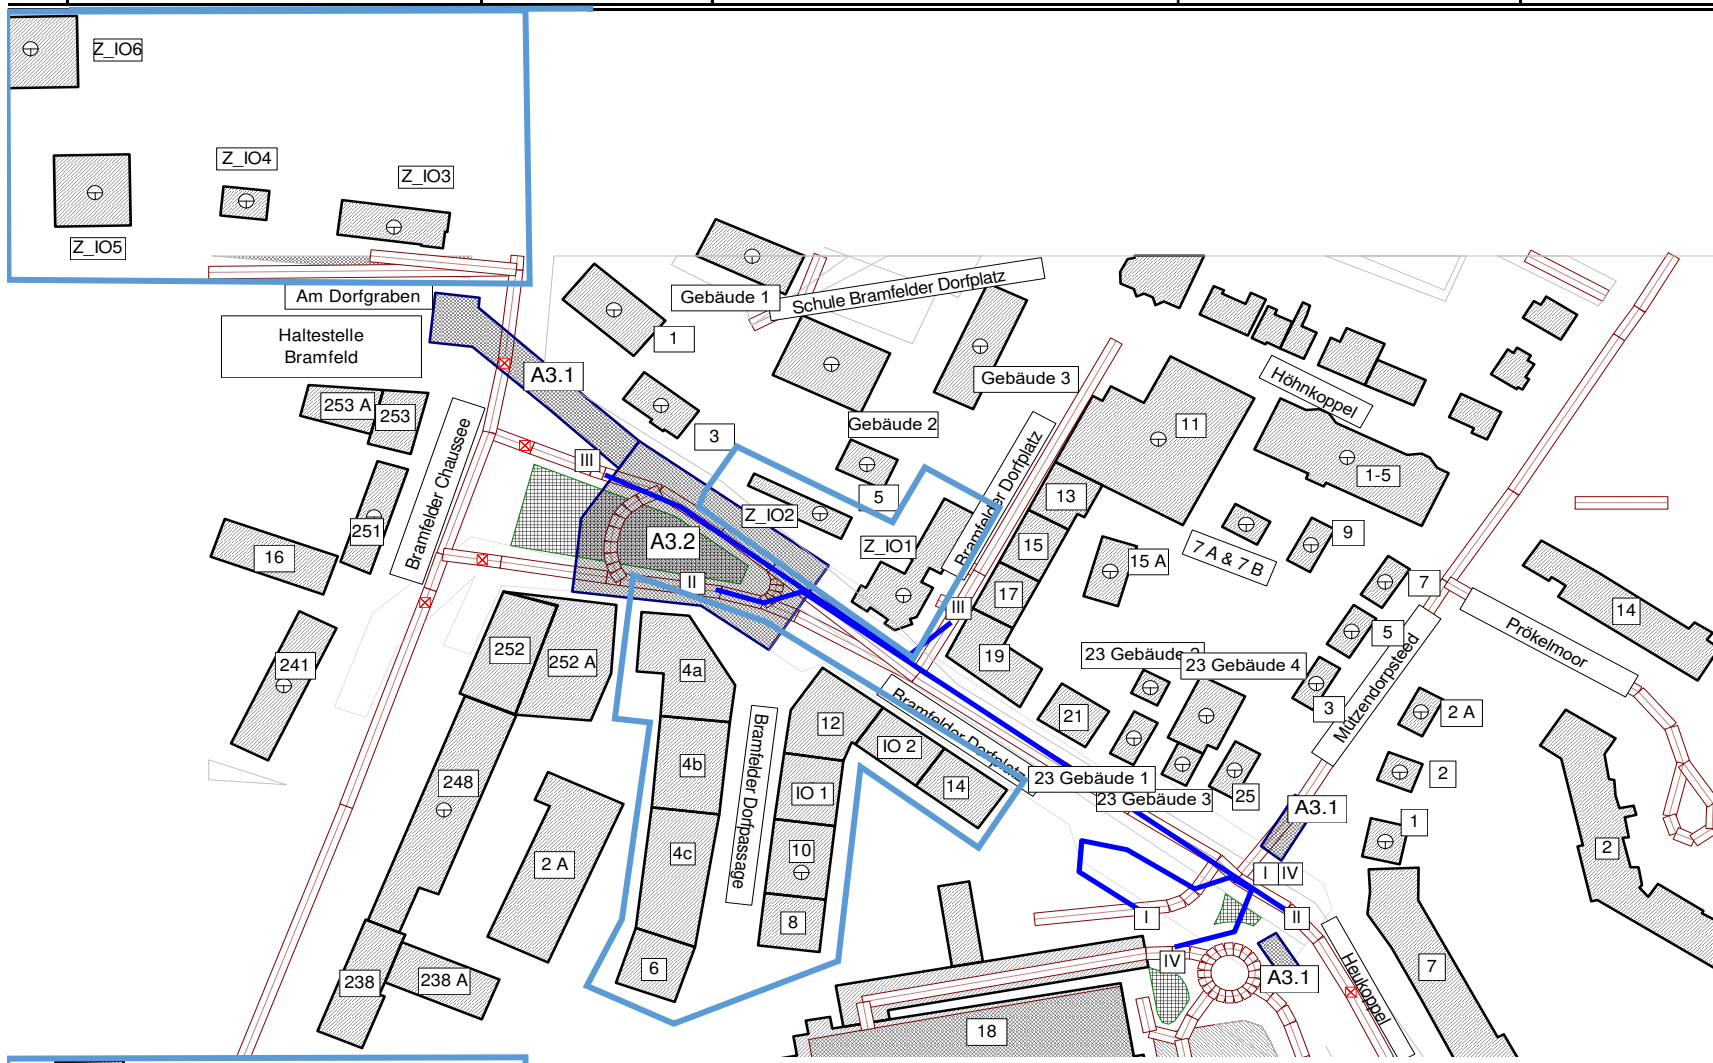 Z_IO6
Z_IO4
Z_IO3
Z_IO5
Am Dorfgraben
Haltestelle
Bramfeld
Gebäude 1
Schule Bramfelder Dorfplatz
1
A3.1
Gebäude 3
Höhnkoppel
253 A
253
3
Gebäude 2
11
Bramfelder Chaussee
III
5
Bramfelder Dorfplatz
1-5
13
251
Z_IO2
A3.2
Z_IO1
15
15 A
7 A & 7 B
9
16
II
17
III
7
14
5
Prökelmoor
241
252
252 A
4a
19
23 Gebäude 4
3
Mützendorpsteed
2 A
Bramfelder Dorfplatz
21
12
IO 2
Bramfelder Dorfpassage
248
4b
IO 1
14
23 Gebäude 1
23 Gebäude 3
25
2
A3.1
1
4c
10
2 A
2
I
IV
8
I
II
6
IV
238
238 A
A3.1
Heukoppel
7
18